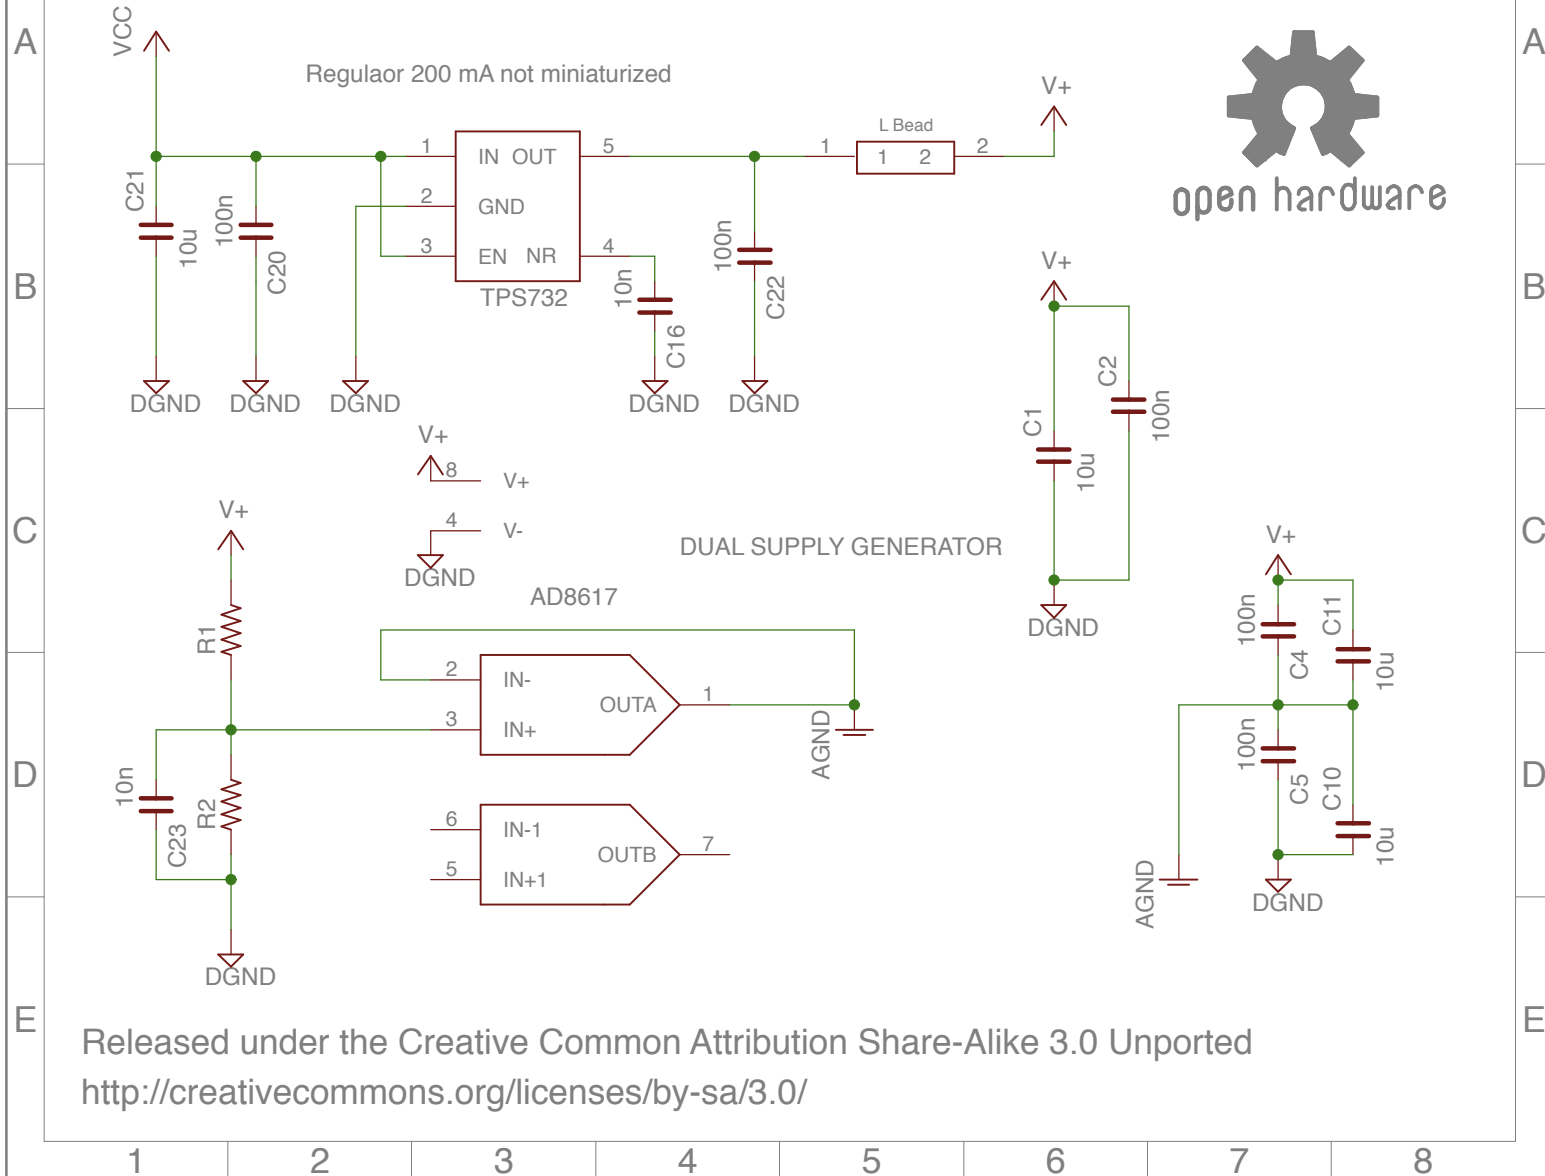 A
A
VCC
Regulaor 200 mA not miniaturized
V+
L Bead
1
IN OUT
5
1
1 2
2
open hardware
C21
10u
100n
C20
2
GND
3
EN NR
4
TPS732
10n
C16
100n
C22
V+
B
B
DGND
DGND
DGND
DGND
DGND
C2
100n
C1
10u
V+
8
V+
4
V-
DGND
V+
C
C
DUAL SUPPLY GENERATOR
V+
AD8617
DGND
R1
100n
C4
C11
10u
2
IN-
OUTA
1
3
IN+
AGND
100n
C5
C10
10u
D
D
10n
C23
R2
6
IN-1
OUTB
7
5
IN+1
AGND
DGND
DGND
E
E
Released under the Creative Common Attribution Share-Alike 3.0 Unported
http://creativecommons.org/licenses/by-sa/3.0/
1 2 3 4 5 6 7 8